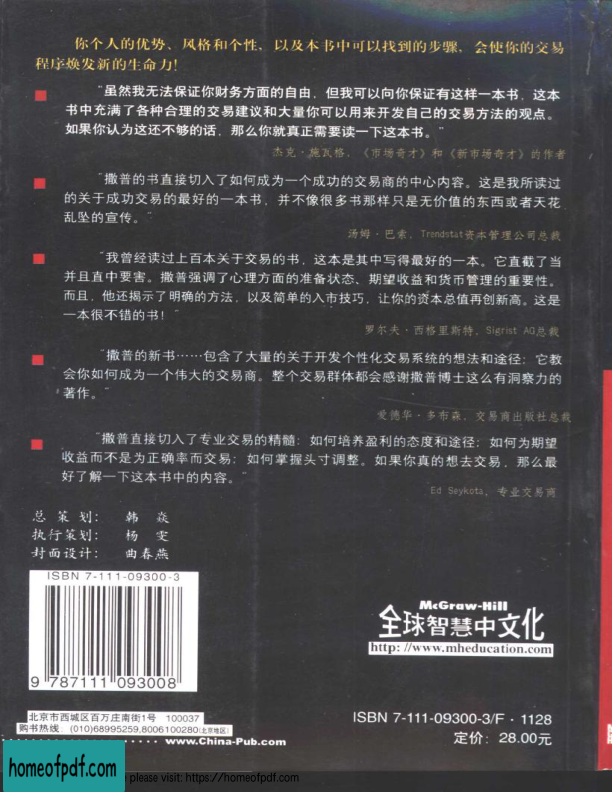 你个人的优势、风格和个性，以及本书中可以找到的步骤，会使你的交易
程序焕发新的生命力！
“虽然我无法保证你财务方面的自由，但我可以向你保证有这样一本书，这本
书中充满了各种合理的交易建议和大量你可以用来开发自己的交易方法的观点。
如果你认为这还不够的话，那么你就真正需要读一下这本书。”
杰克·施瓦格，《市场奇才》和《新市场奇才》的作者
“撒普的书直接切入了如何成为一个成功的交易商的中心内容。这是我所读过
的关于成功交易的最好的一本书，并不像很多书那样只是无价值的东西或者天花
乱坠的宣传。”
汤姆·巴索，Trendstat资本管理公司总裁
“我曾经读过上百本关于交易的书，这本是其中写得最好的一本。它直截了当
并且直中要害。撒普强调了心理方面的准备状态、期望收益和货币管理的重要性。
而且，他还揭示了明确的方法，以及简单的入市技巧，让你的资本总值再创新高。这是
一本很不错的书！”
罗尔夫·西格里斯特，Sigrist AG总裁
“撒普的新书……包含了大量的关于开发个性化交易系统的想法和途径；它教
会你如何成为一个伟大的交易商。整个交易群体都会感谢撒普博士这么有洞察力的
著作。”
爱德华·多布森，交易商出版社总裁
“撒普直接切入了专业交易的精髓：如何培养盈利的态度和途径；如何为期望
收益而不是为正确率而交易；如何掌握头寸调整。如果你真的想去交易，那么最
好了解一下这本书中的内容。”
Ed Seykota，专业交易商
总 策 划： 韩 焱
执行策划： 杨 雯
封面设计： 曲春燕
ISBN 7-111-09300-3
9 787111 093008
McGraw-Hill
全球智慧中文化
http: //www.mheducation.com
北京市西城区百万庄南街1号 100037
购书热线: (010)68995259,8006100280(北京地区)
www.China-Pub.com
ISBN 7-111-09300-3/F · 1128
定价：28.00元
homeofpdf.com
please visit: https://homeofpdf.com